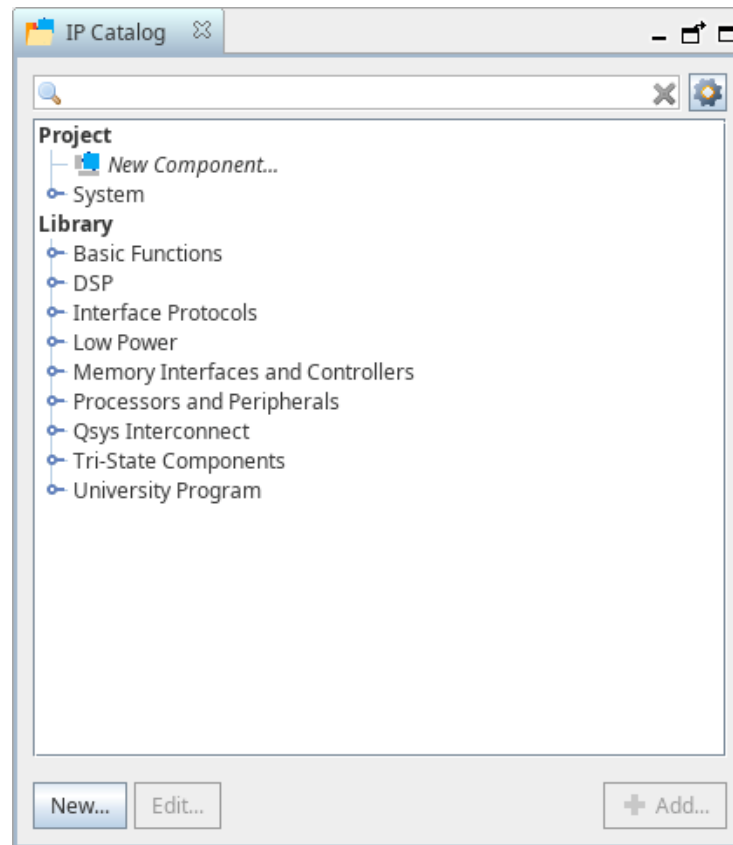 IP Catalog
Project
New Component...
System
Library
Basic Functions
DSP
Interface Protocols
Low Power
Memory Interfaces and Controllers
Processors and Peripherals
Qsys Interconnect
Tri-State Components
University Program
New... Edit... Add...